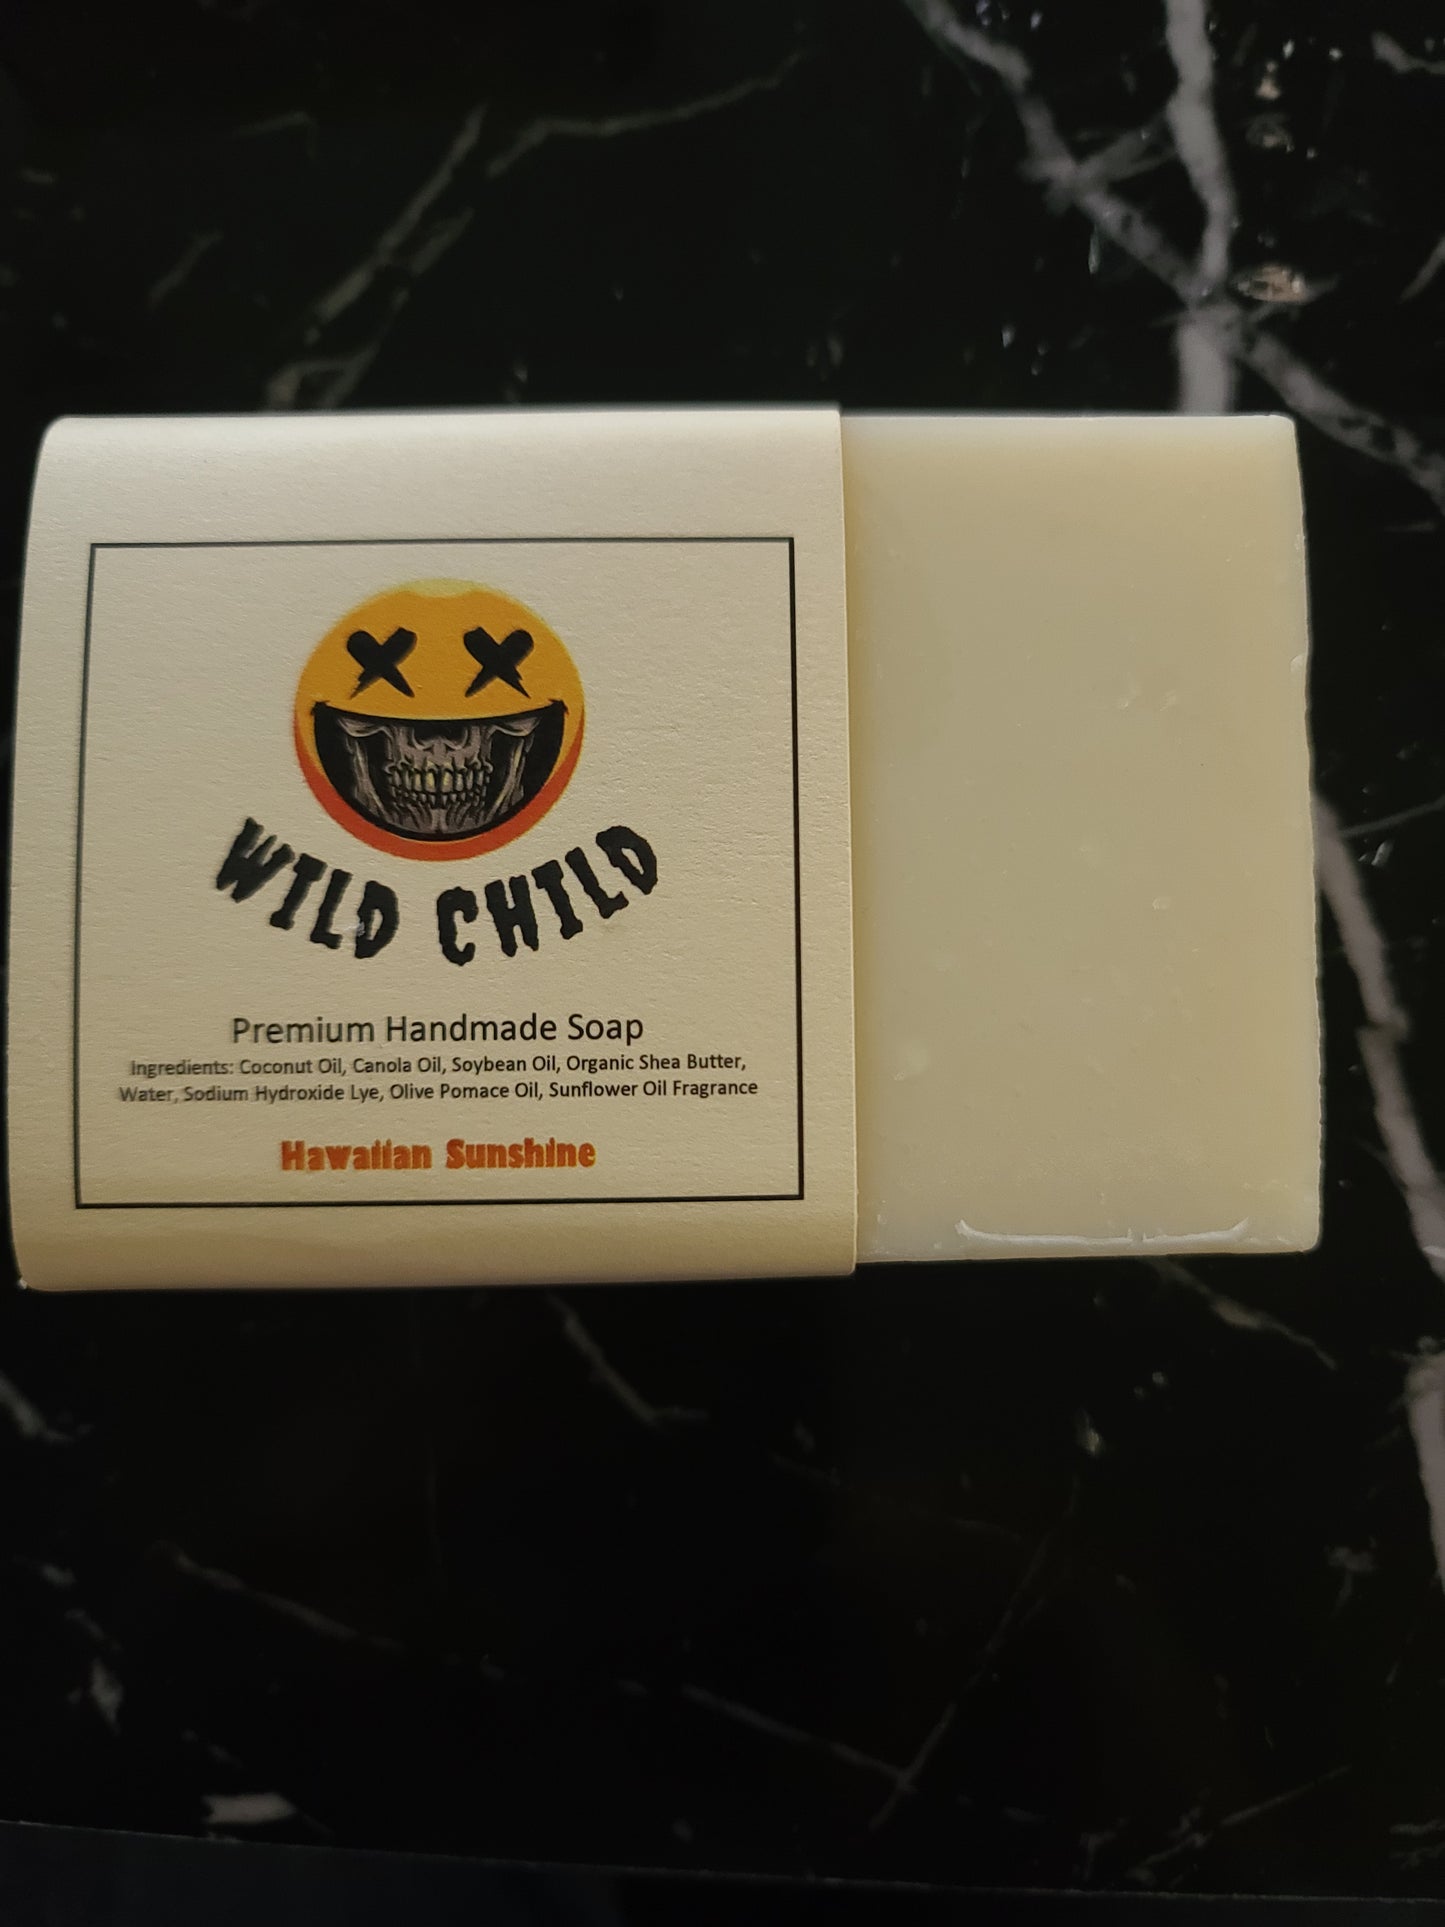 WILD CHILD
Premium Handmade Soap
Ingredients: Coconut Oil, Canola Oil, Soybean Oil, Organic Shea Butter,
Water, Sodium Hydroxide Lye, Olive Pomace Oil, Sunflower Oil Fragrance
Hawaiian Sunshine